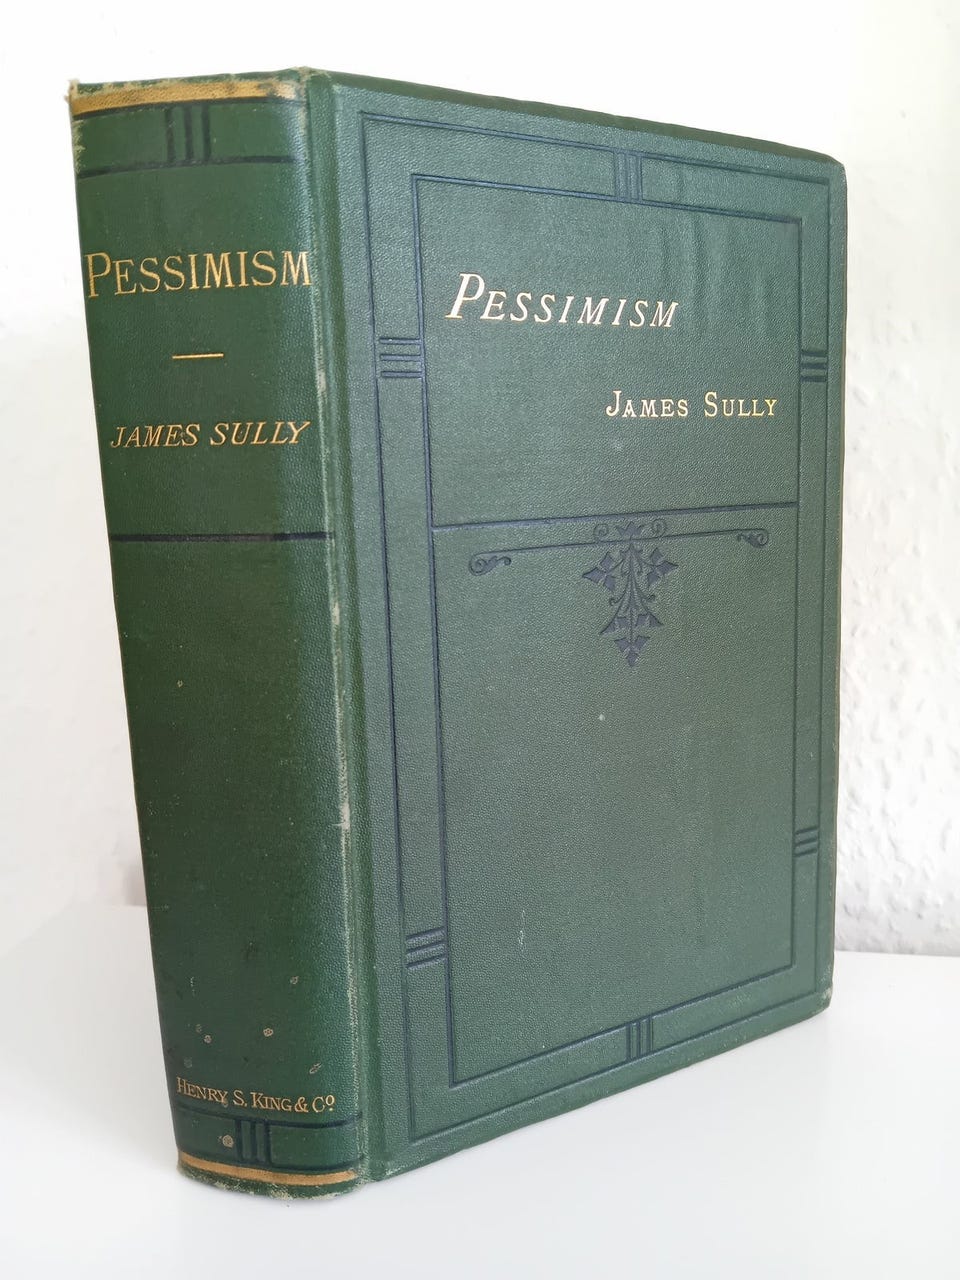 PESSIMISM
JAMES SULLY
HENRY S. KING & Cº
PESSIMISM
JAMES SULLY